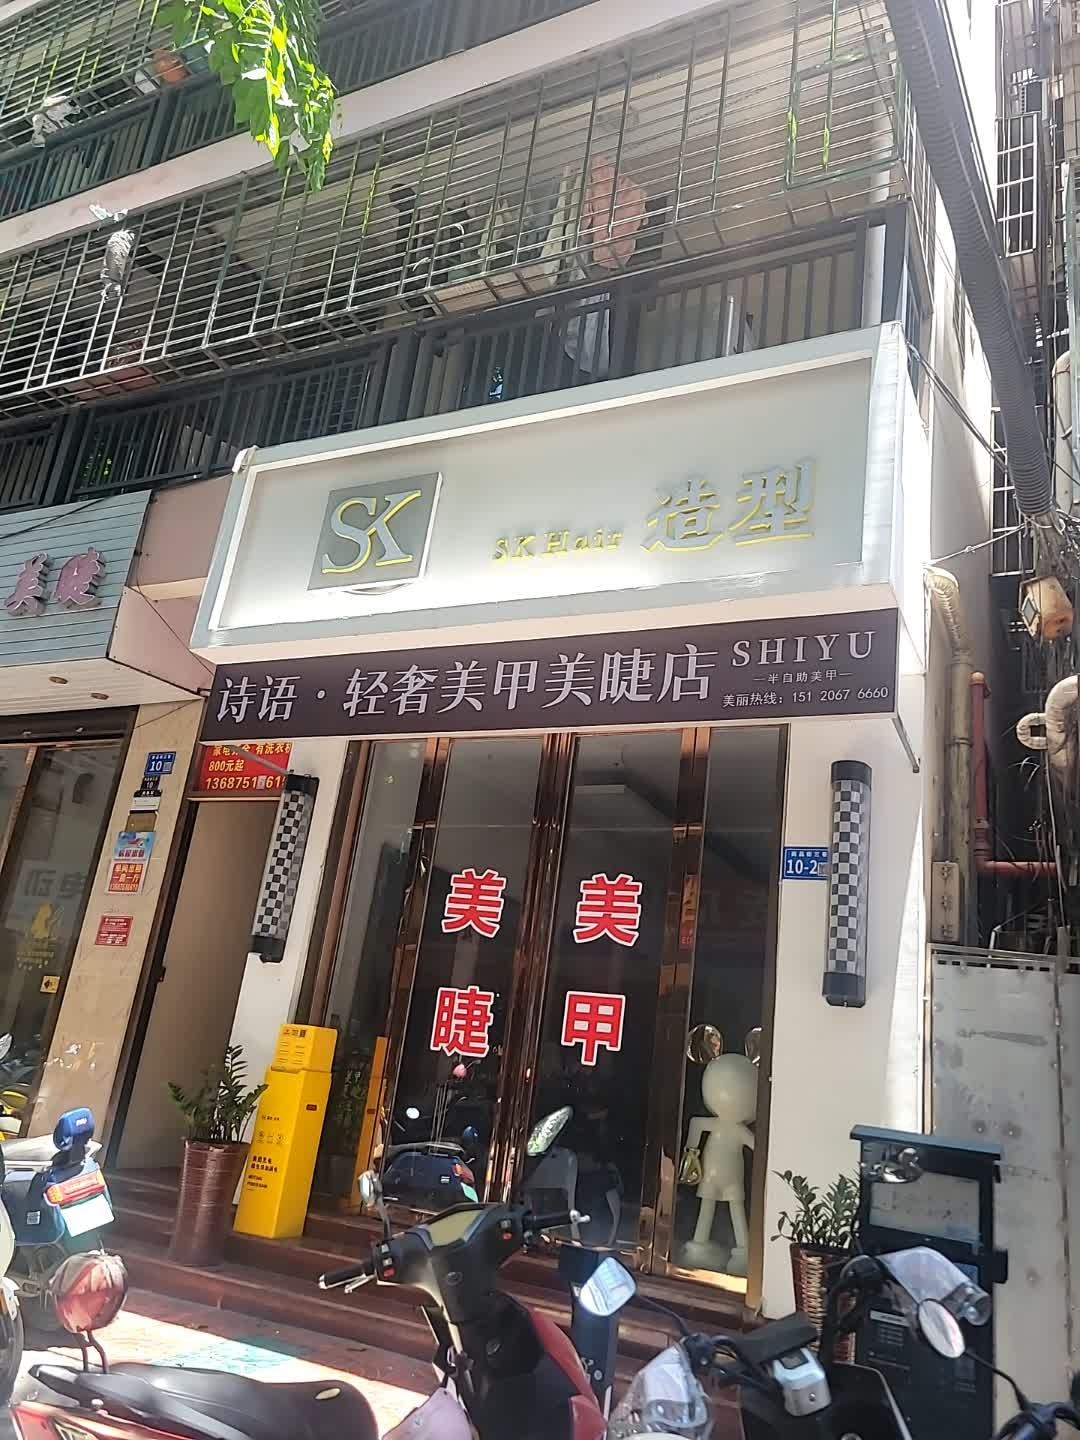 SK
SK Hair 造型
美睫
诗语·轻奢美甲美睫店
SHIYU
半自助美甲
美丽热线：151 2067 6660
800元起
10
10-2
美睫
美甲